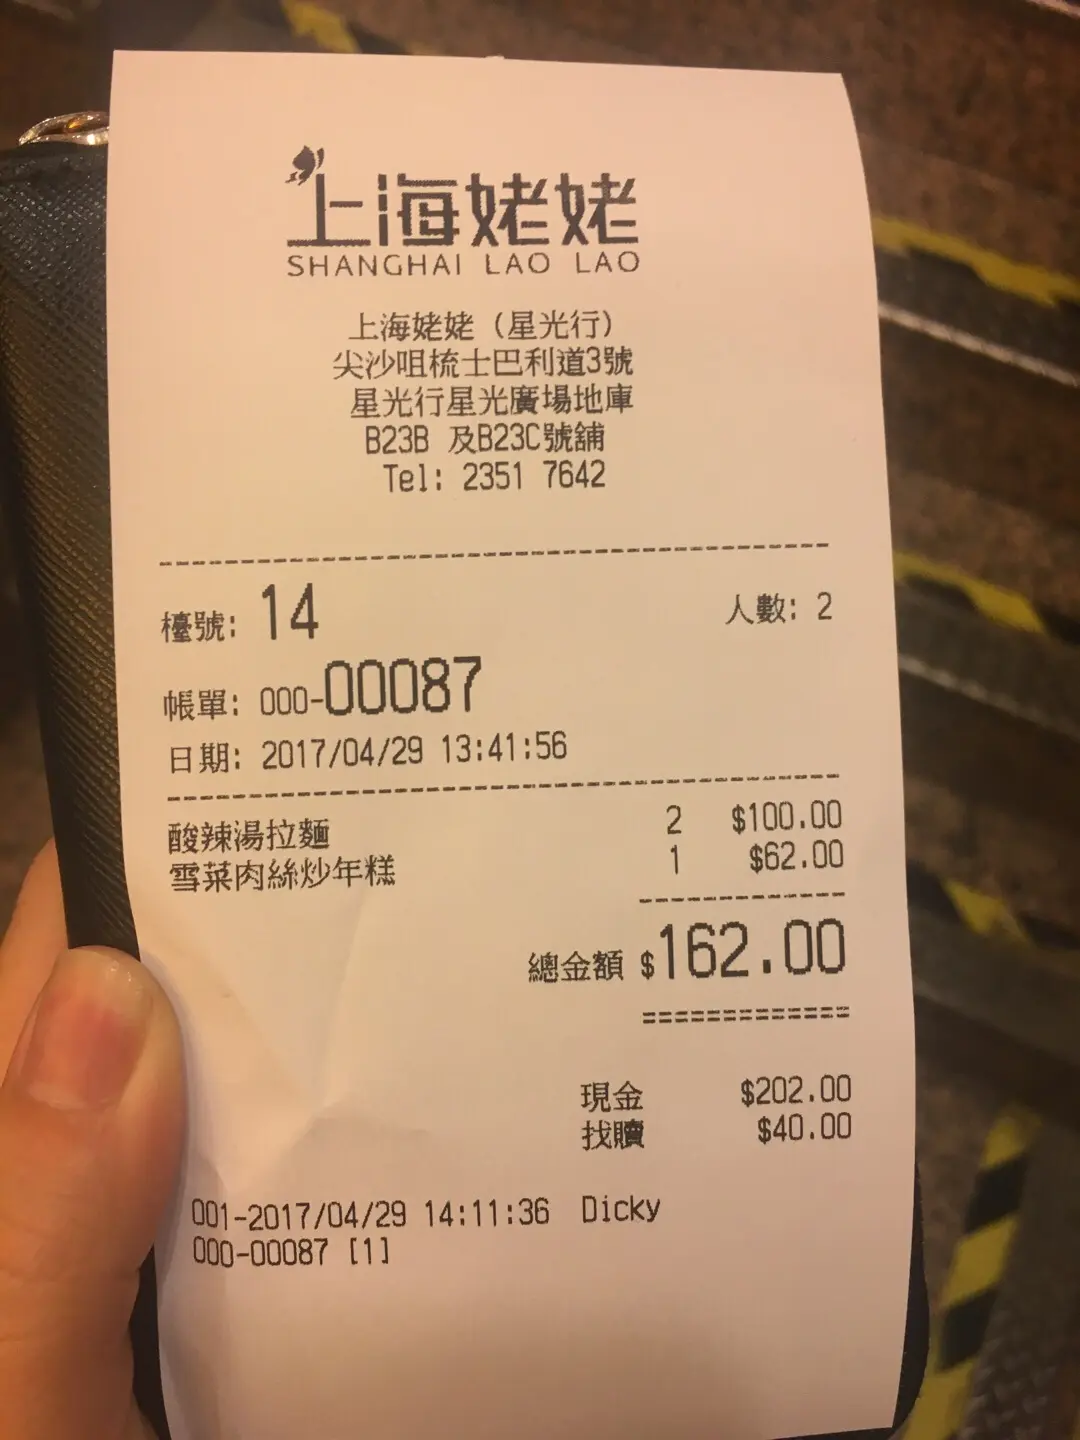 上海姥姥
SHANGHAI LAO LAO
上海姥姥 (星光行)
尖沙咀梳士巴利道3號
星光行星光廣場地庫
B23B 及B23C號舖
Tel: 2351 7642
檯號: 14 人數: 2
帳單: 000-00087
日期: 2017/04/29 13:41:56
酸辣湯拉麵 2 $100.00
雪菜肉絲炒年糕 1 $62.00
總金額 $162.00
現金 $202.00
找贖 $40.00
001-2017/04/29 14:11:36 Dicky
000-00087 [1]